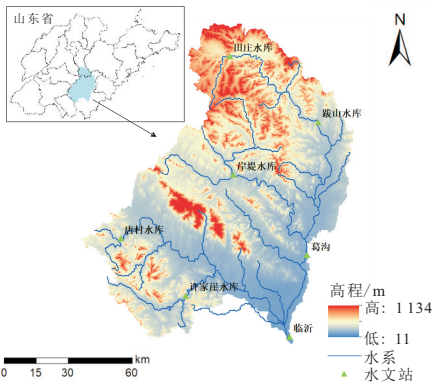 山东省
N
田庄水库
跋山水库
岸堤水库
唐村水库
葛沟
许家崖水库
临沂
高程/m
高: 1 134
低: 11
水系
水文站
km
0 15 30 60